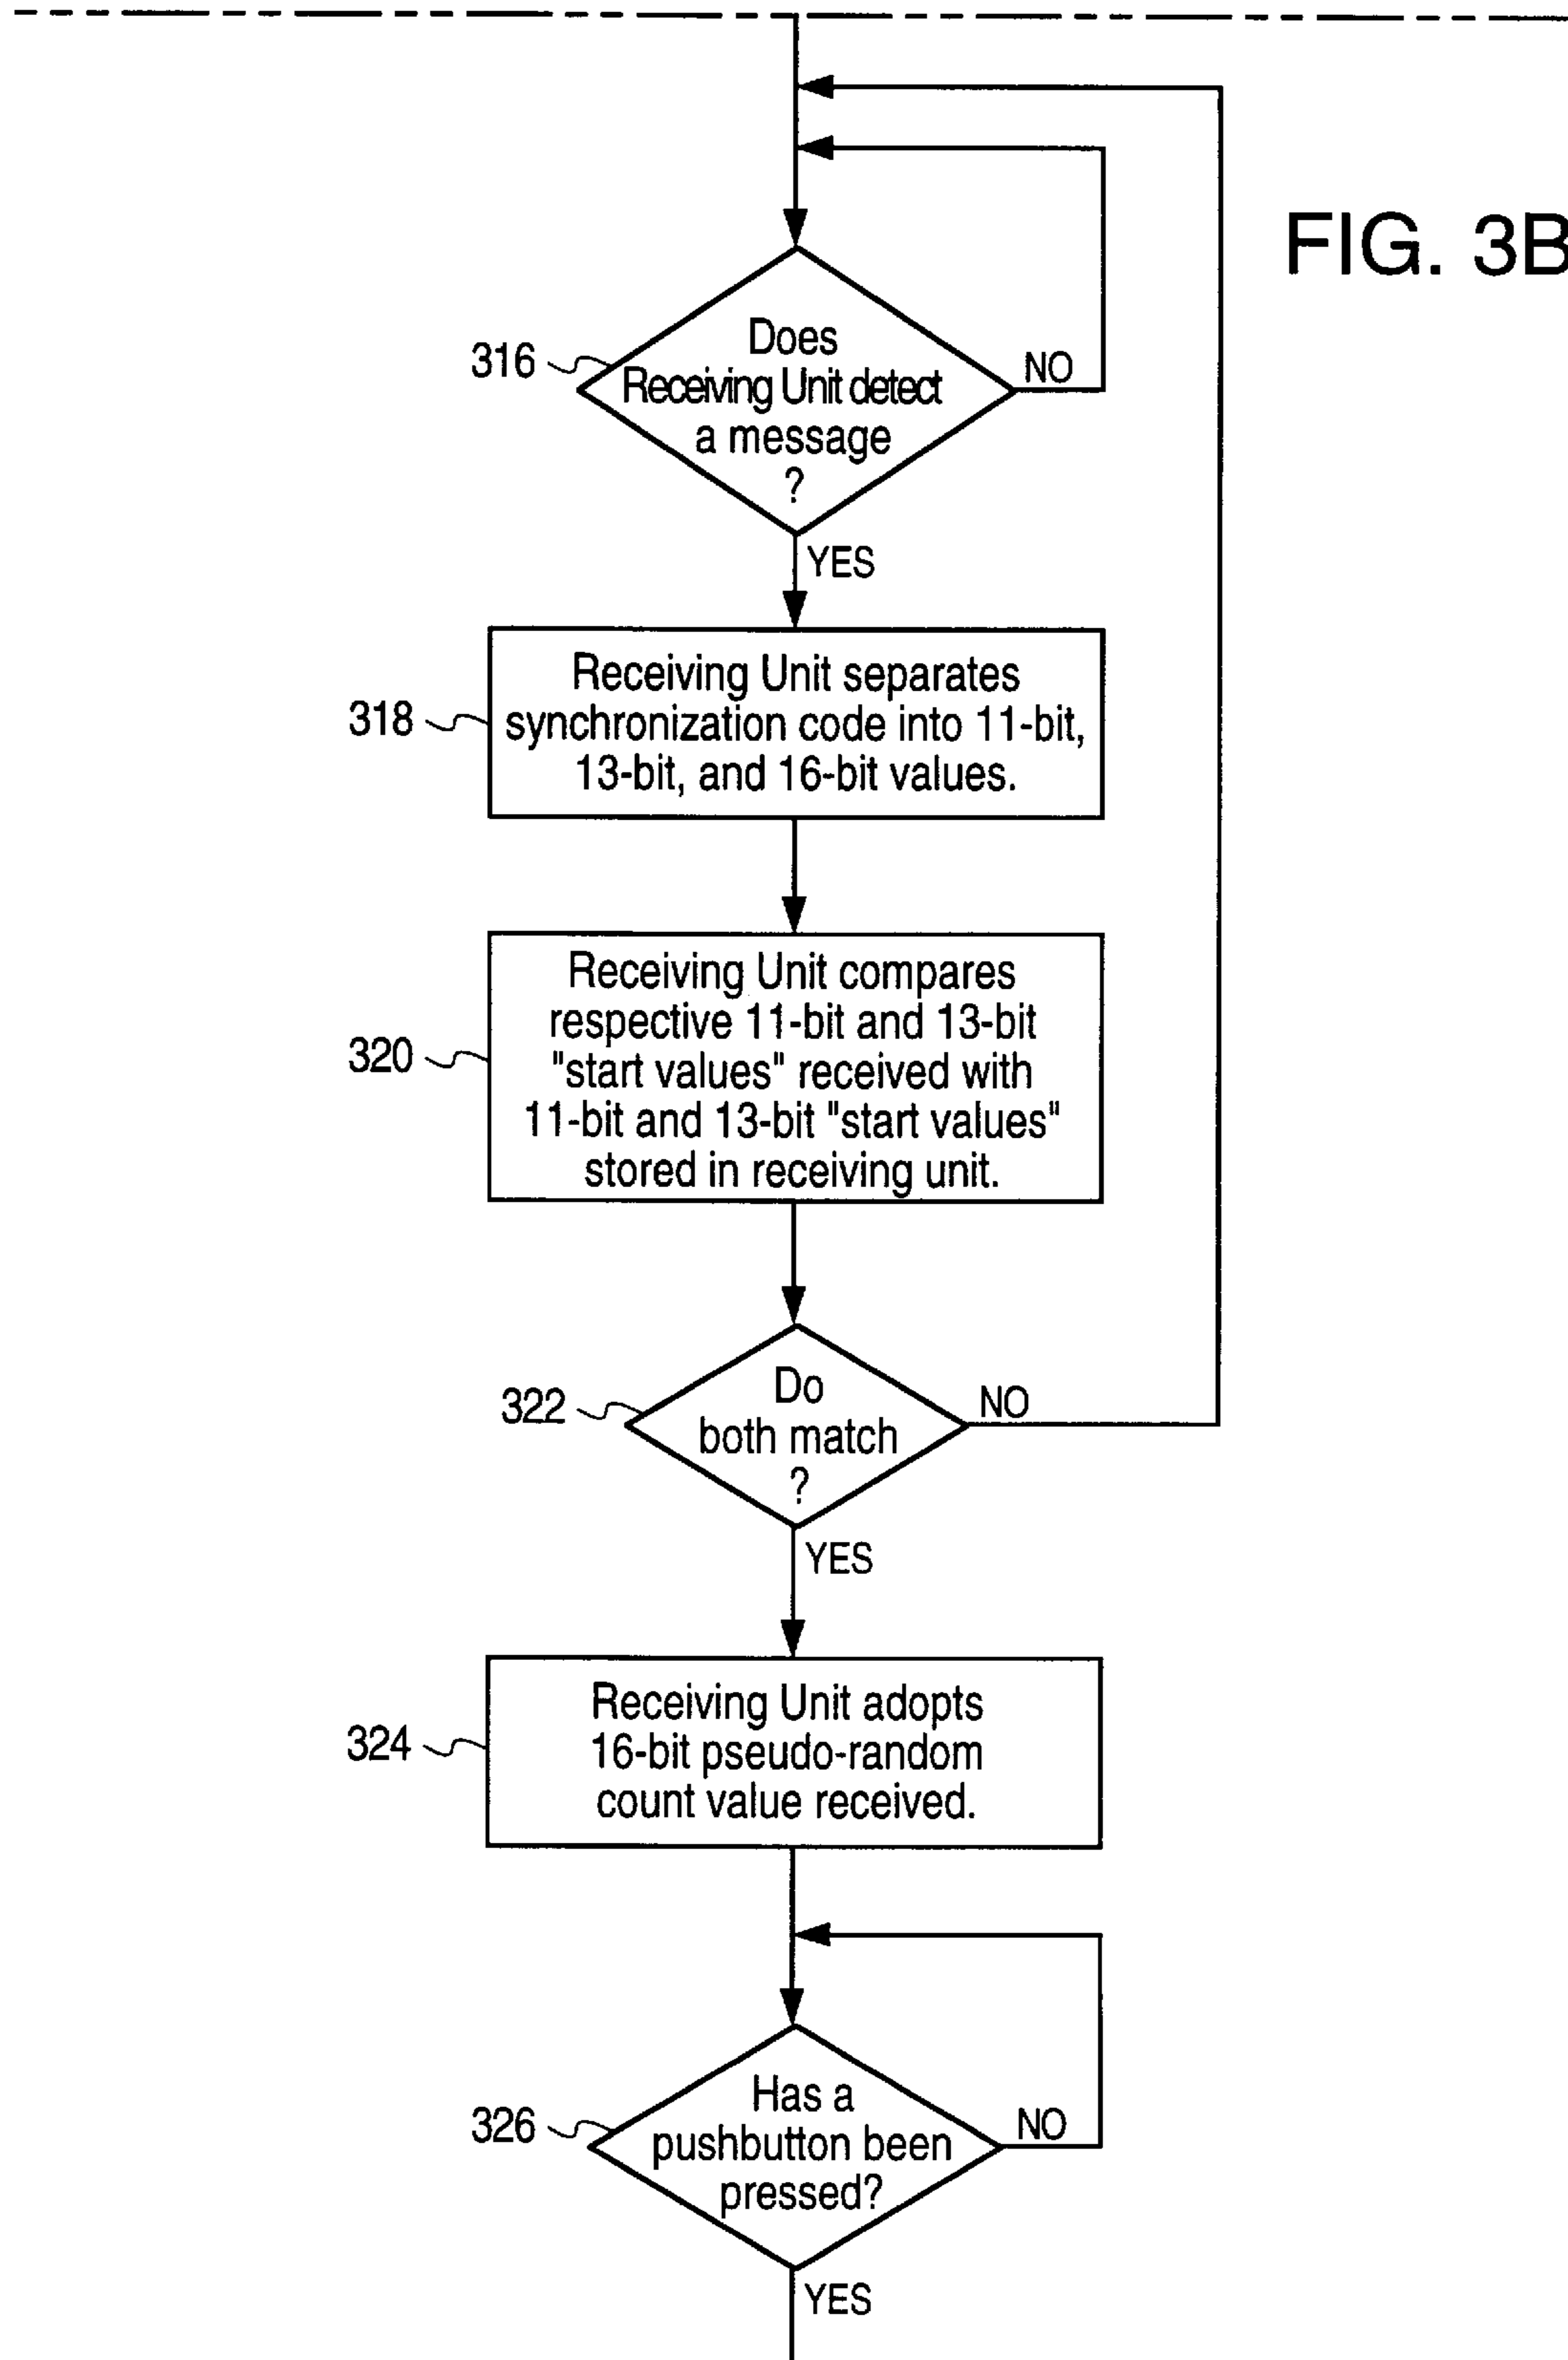 FIG. 3B
316
Does
Receiving Unit detect
a message
?
NO
YES
318
Receiving Unit separates
synchronization code into 11-bit,
13-bit, and 16-bit values.
320
Receiving Unit compares
respective 11-bit and 13-bit
"start values" received with
11-bit and 13-bit "start values"
stored in receiving unit.
322
Do
both match
?
NO
YES
324
Receiving Unit adopts
16-bit pseudo-random
count value received.
326
Has a
pushbutton been
pressed?
NO
YES